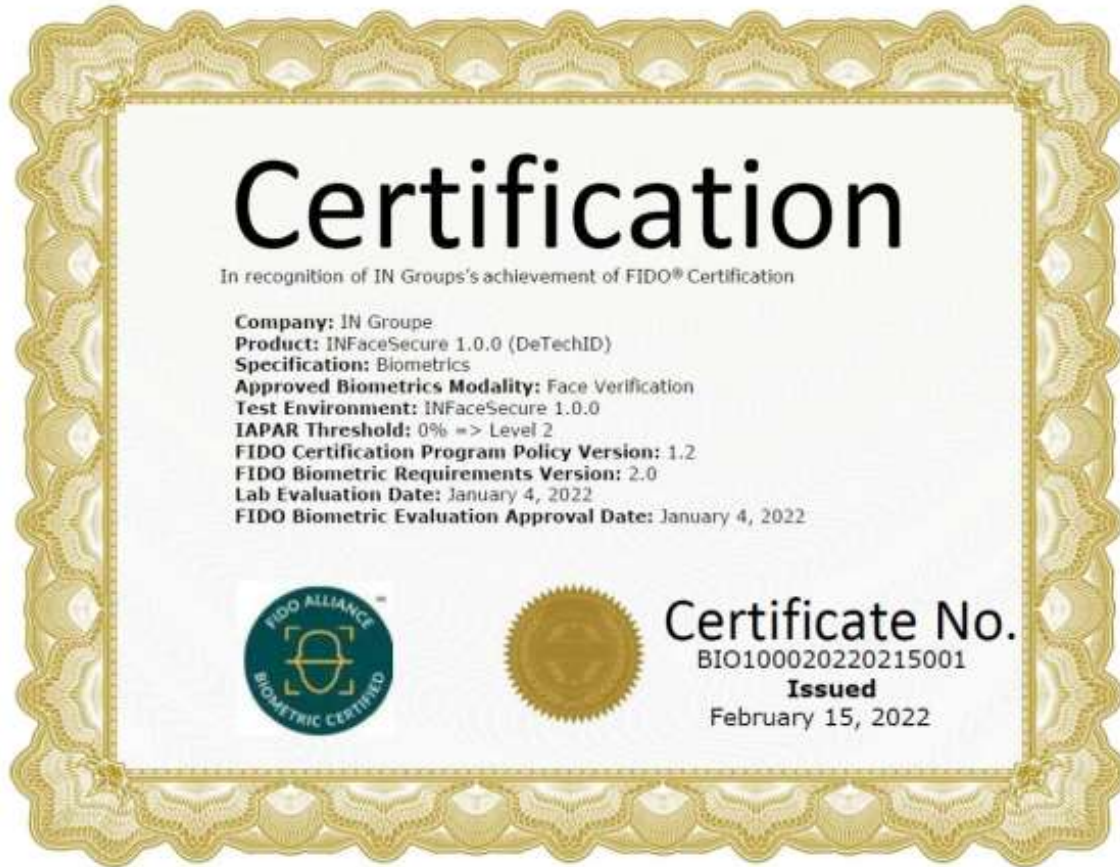 Certification
In recognition of IN Groups's achievement of FIDO® Certification
Company: IN Groupe
Product: INFaceSecure 1.0.0 (DeTechID)
Specification: Biometrics
Approved Biometrics Modality: Face Verification
Test Environment: INFaceSecure 1.0.0
IAPAR Threshold: 0% => Level 2
FIDO Certification Program Policy Version: 1.2
FIDO Biometric Requirements Version: 2.0
Lab Evaluation Date: January 4, 2022
FIDO Biometric Evaluation Approval Date: January 4, 2022
FIDO ALLIANCE
BIOMETRIC CERTIFIED
Certificate No.
BIO100020220215001
Issued
February 15, 2022